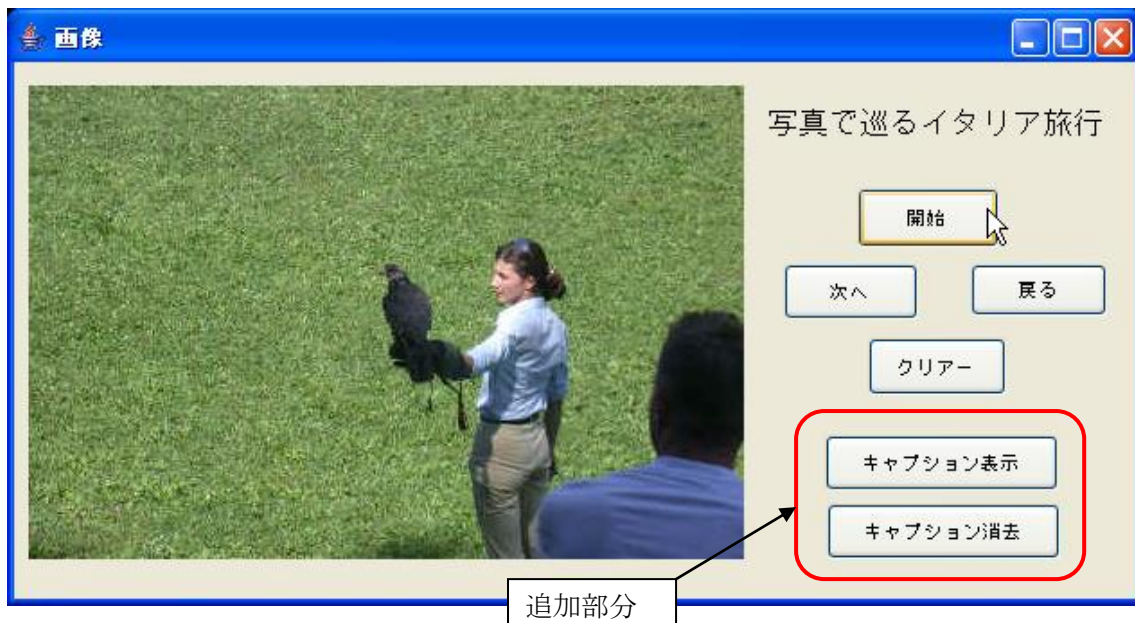 画像
写真で巡るイタリア旅行
開始
次へ
戻る
クリアー
キャプション表示
キャプション消去
追加部分